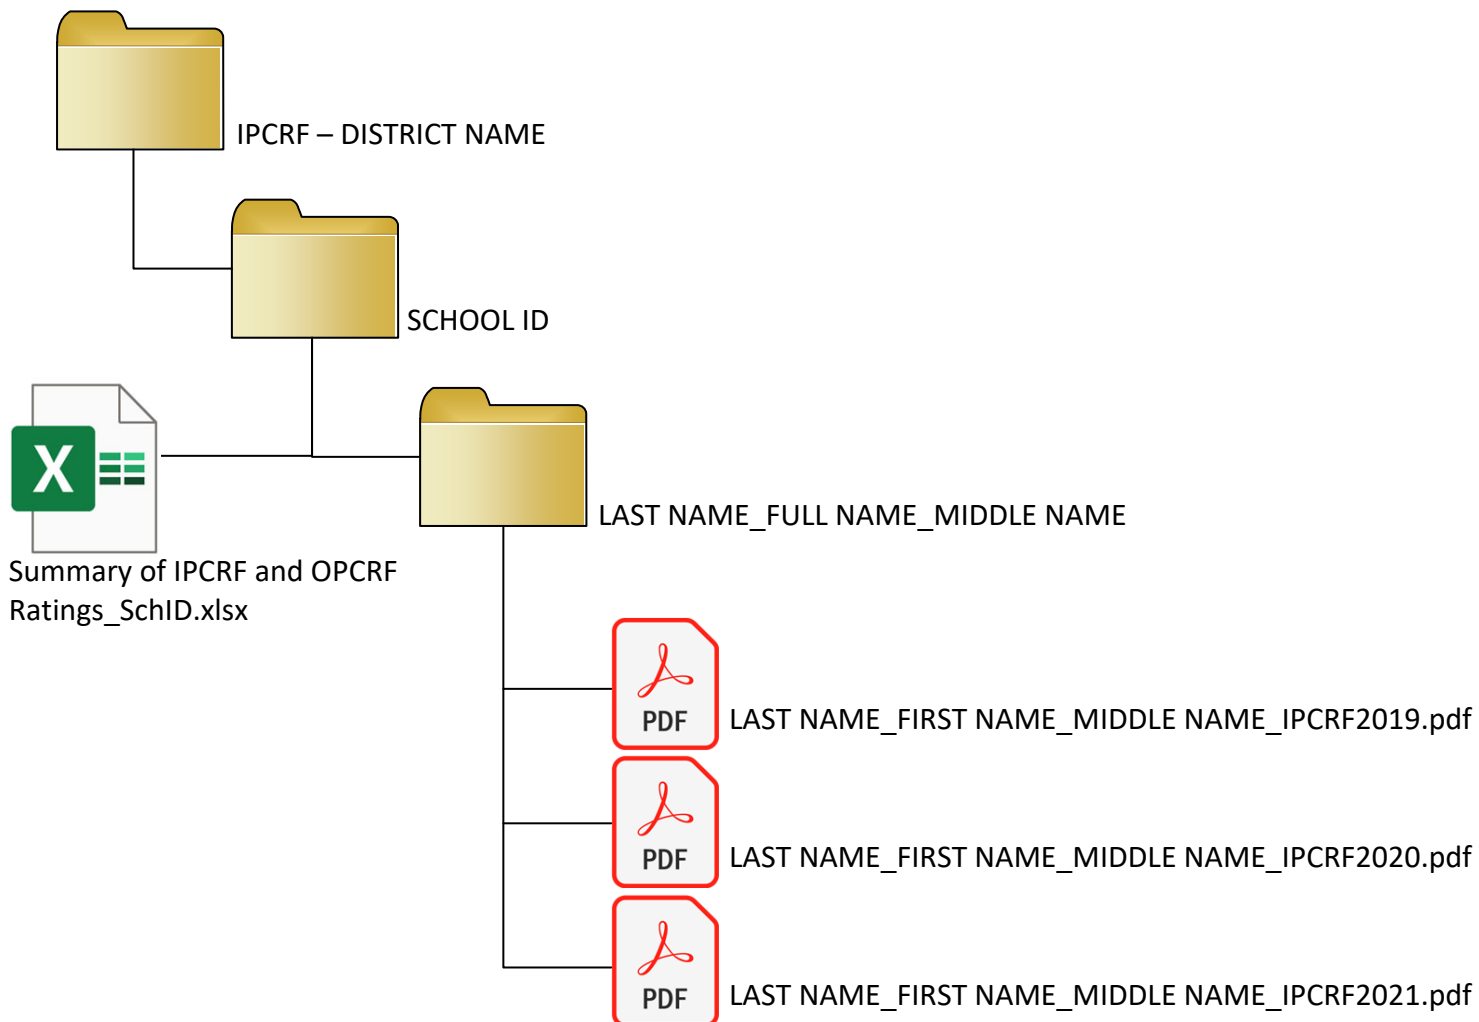 IPCRF – DISTRICT NAME
SCHOOL ID
X
LAST NAME_FULL NAME_MIDDLE NAME
Summary of IPCRF and OPCRF
Ratings_SchID.xlsx
PDF
LAST NAME_FIRST NAME_MIDDLE NAME_IPCRF2019.pdf
PDF
LAST NAME_FIRST NAME_MIDDLE NAME_IPCRF2020.pdf
PDF
LAST NAME_FIRST NAME_MIDDLE NAME_IPCRF2021.pdf